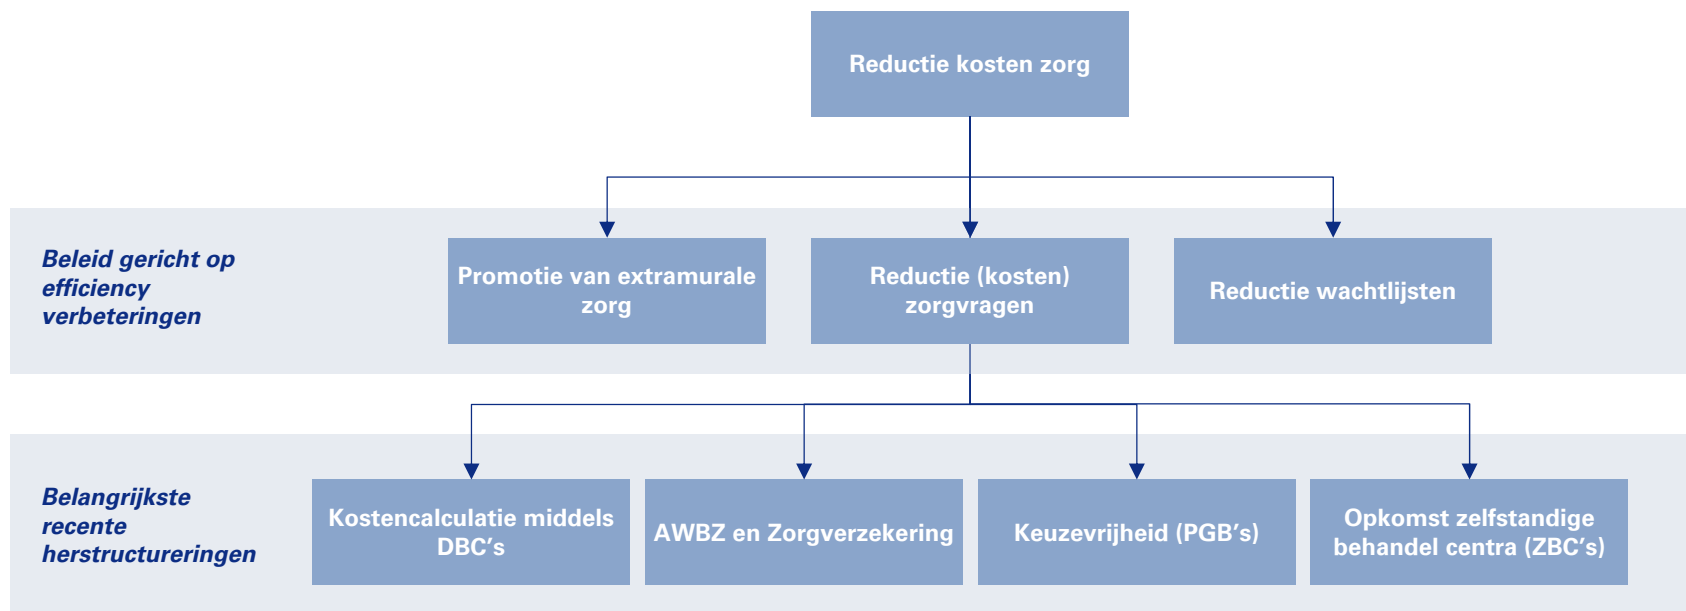 Reductie kosten zorg
Beleid gericht op
efficiency
verbeteringen
Promotie van extramurale
zorg
Reductie (kosten)
zorgvragen
Reductie wachtlijsten
Belangrijkste
recente
herstructureringen
Kostencalculatie middels
DBC’s
AWBZ en Zorgverzekering
Keuzevrijheid (PGB’s)
Opkomst zelfstandige
behandel centra (ZBC’s)